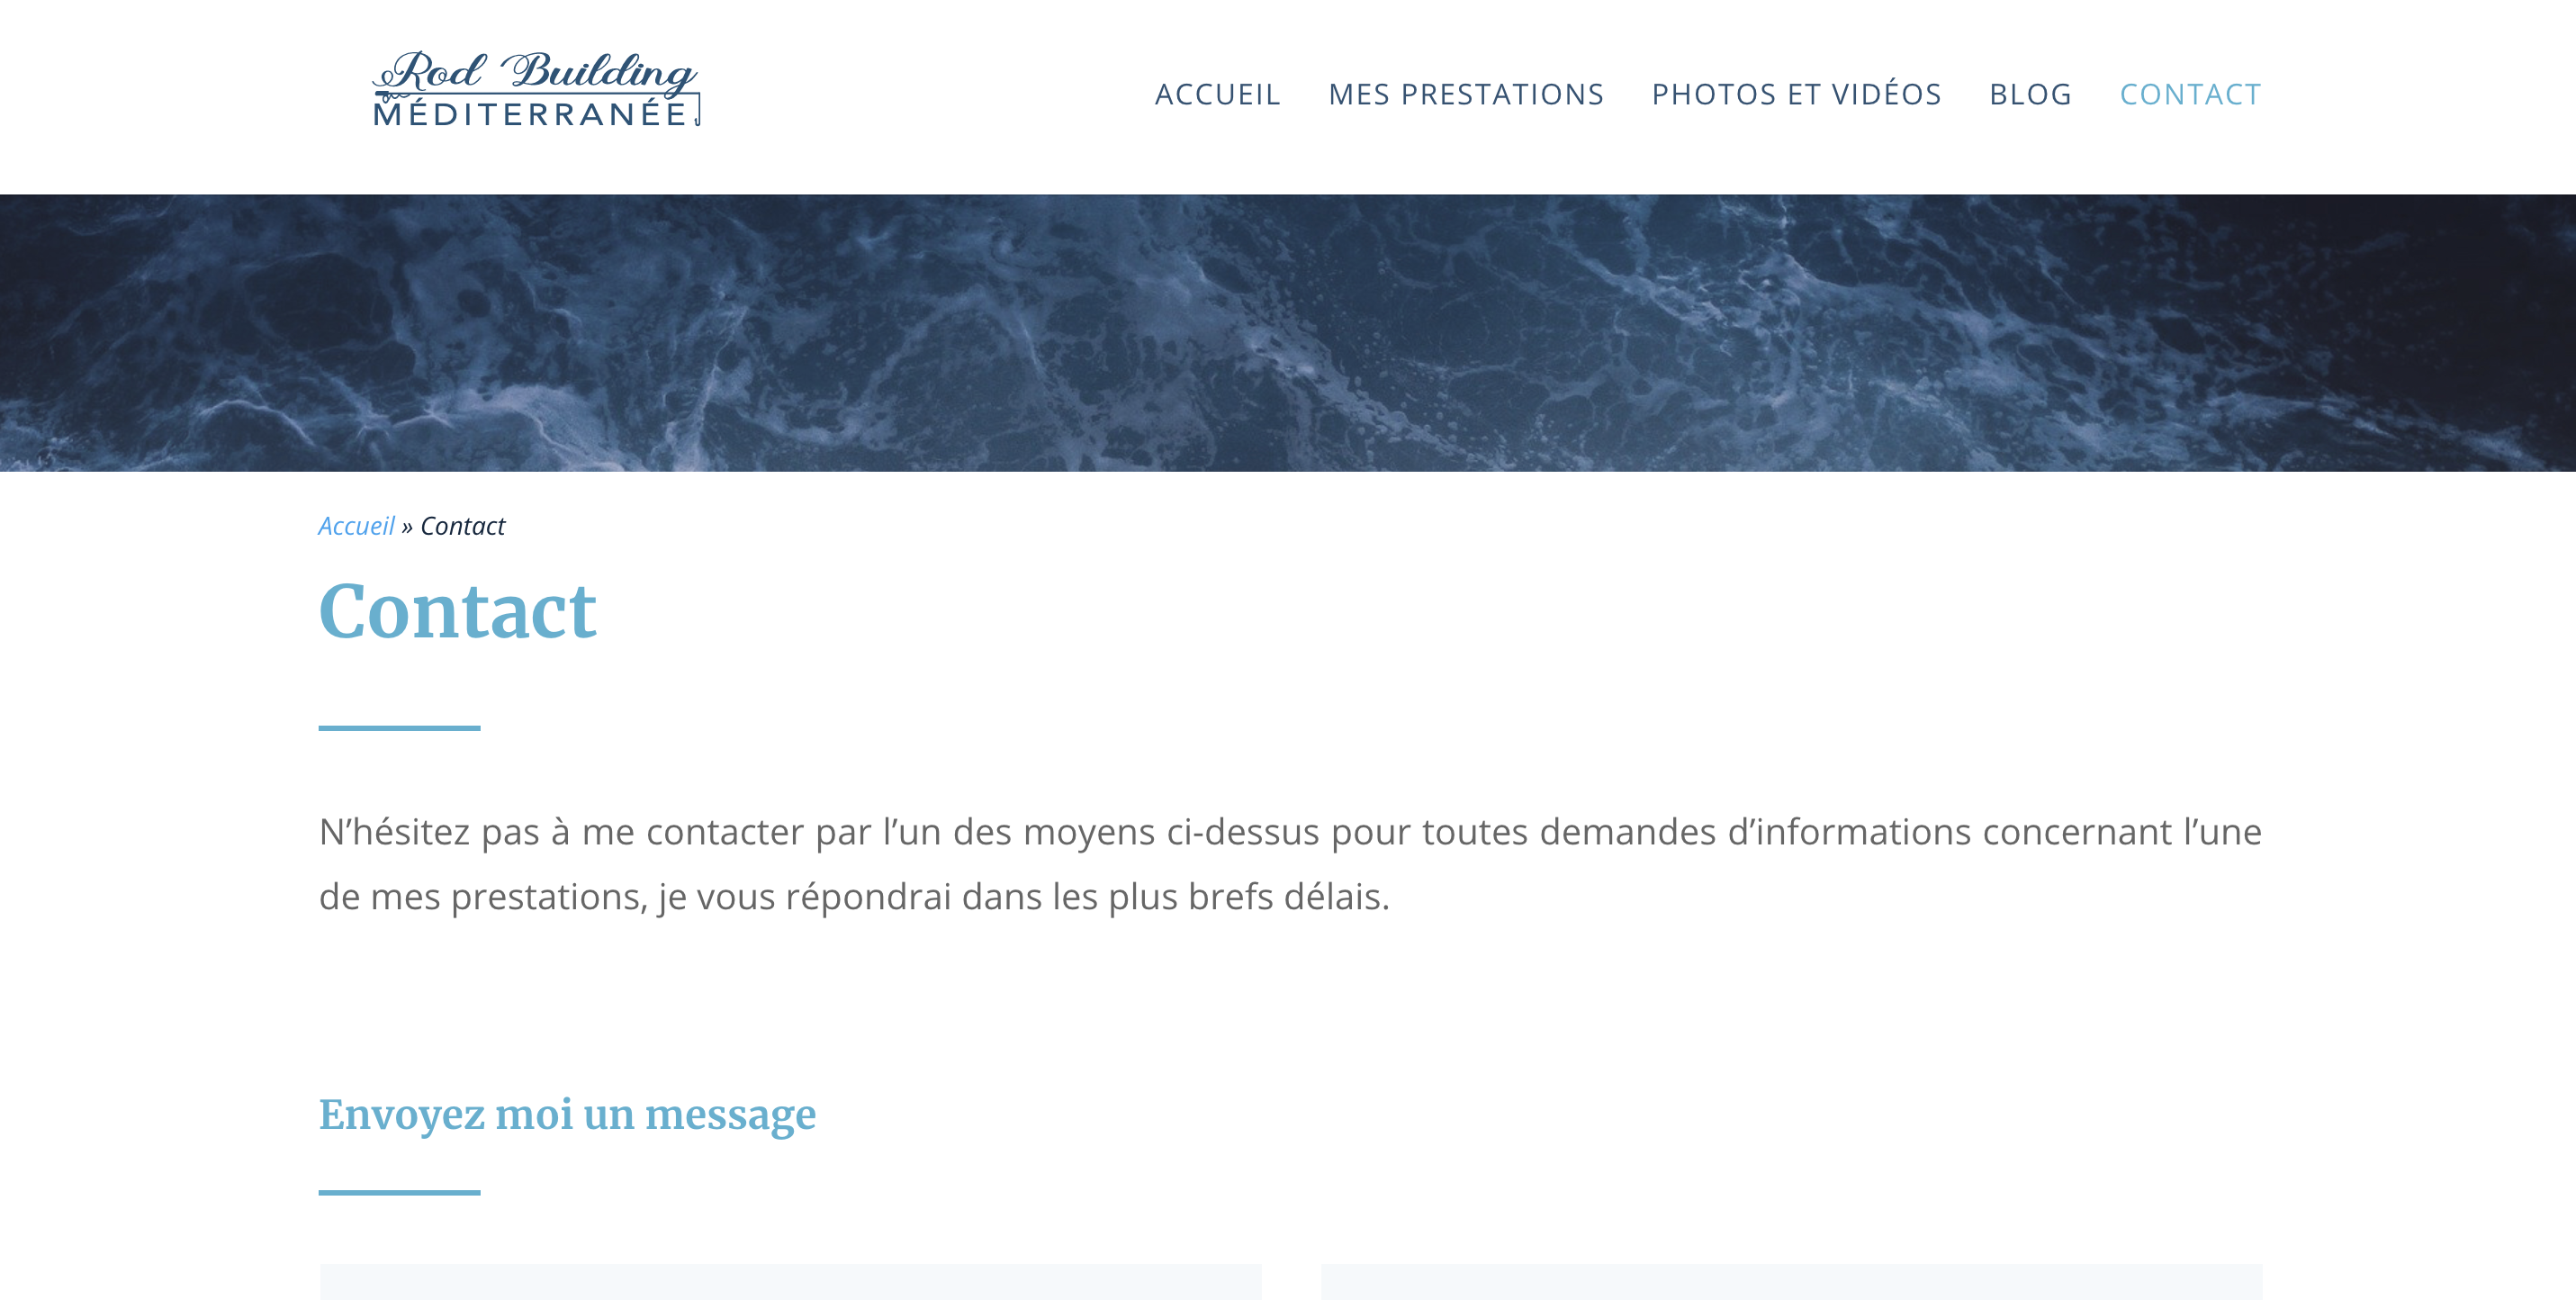 Rod Building
MÉDITERRANÉE
ACCUEIL MES PRESTATIONS PHOTOS ET VIDÉOS BLOG CONTACT
Accueil » Contact
Contact
N’hésitez pas à me contacter par l’un des moyens ci-dessus pour toutes demandes d’informations concernant l’une
de mes prestations, je vous répondrai dans les plus brefs délais.
Envoyez moi un message